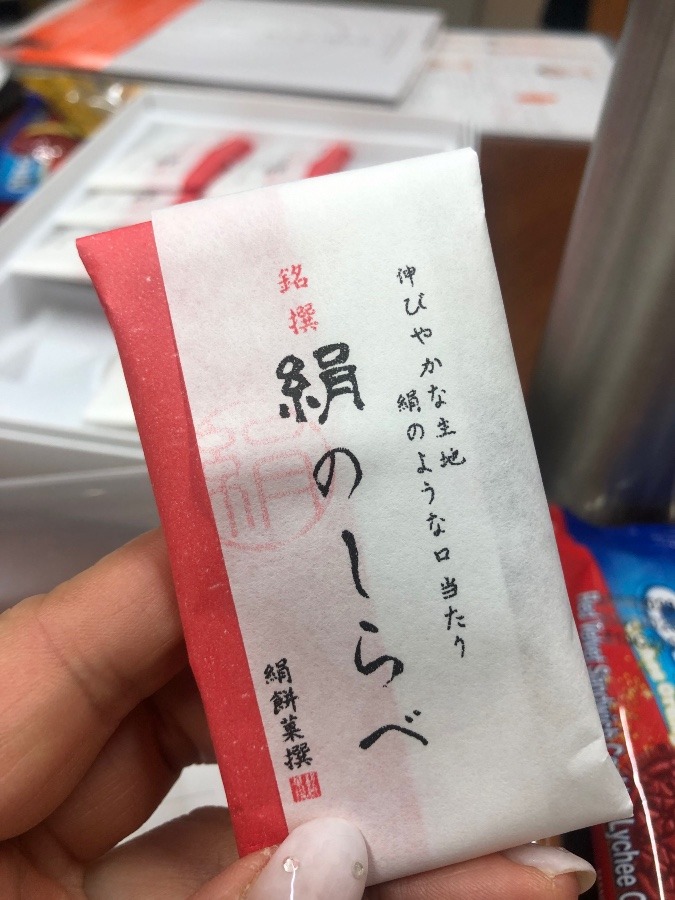 伸びやかな生地
絹のような口当たり
銘撰
絹のしらべ
絹餅菓撰
Lychee